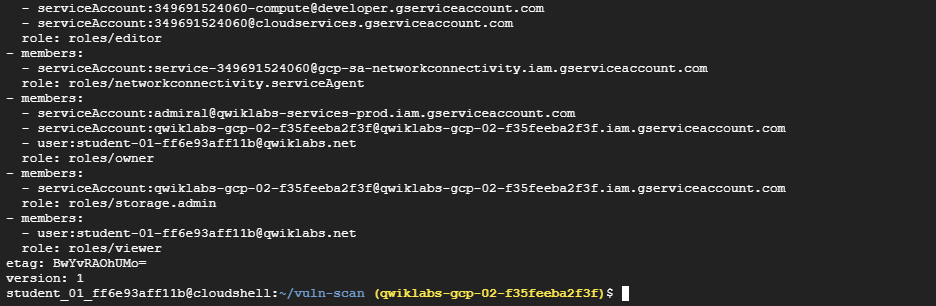 - serviceAccount:349691524060-compute@developer.gserviceaccount.com
- serviceAccount:349691524060@cloudservices.gserviceaccount.com
role: roles/editor
- members:
- serviceAccount:service-349691524060@gcp-sa-networkconnectivity.iam.gserviceaccount.com
role: roles/networkconnectivity.serviceAgent
- members:
- serviceAccount:admiral@qwiklabs-services-prod.iam.gserviceaccount.com
- serviceAccount:qwiklabs-gcp-02-f35feeba2f3f@qwiklabs-gcp-02-f35feeba2f3f.iam.gserviceaccount.com
- user:student-01-ff6e93aff11b@qwiklabs.net
role: roles/owner
- members:
- serviceAccount:qwiklabs-gcp-02-f35feeba2f3f@qwiklabs-gcp-02-f35feeba2f3f.iam.gserviceaccount.com
role: roles/storage.admin
- members:
- user:student-01-ff6e93aff11b@qwiklabs.net
role: roles/viewer
etag: BwYvRAOhUMo=
version: 1
student_01_ff6e93aff11b@cloudshell:~/vuln-scan (qwiklabs-gcp-02-f35feeba2f3f)$